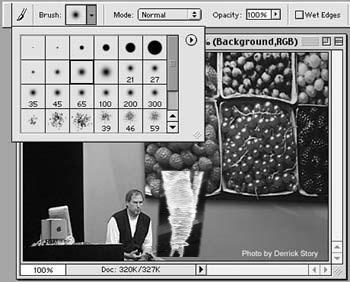 Brush: Mode: Normal Opacity: 100% Wet Edges
(Background,RGB)
21 27
35 45 65 100 200 300
39 46 59
Photo by Derrick Story
100% Doc: 320K/327K